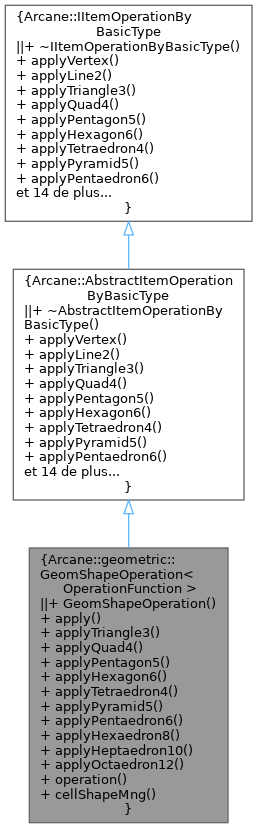 {Arcane::IItemOperationBy
BasicType
||+ ~IItemOperationByBasicType()
+ applyVertex()
+ applyLine2()
+ applyTriangle3()
+ applyQuad4()
+ applyPentagon5()
+ applyHexagon6()
+ applyTetraedron4()
+ applyPyramid5()
+ applyPentaedron6()
et 14 de plus...
}
{Arcane::AbstractItemOperation
ByBasicType
||+ ~AbstractItemOperationBy
BasicType()
+ applyVertex()
+ applyLine2()
+ applyTriangle3()
+ applyQuad4()
+ applyPentagon5()
+ applyHexagon6()
+ applyTetraedron4()
+ applyPyramid5()
+ applyPentaedron6()
et 14 de plus...
}
{Arcane::geometric::
GeomShapeOperation<
OperationFunction >
||+ GeomShapeOperation()
+ apply()
+ applyTriangle3()
+ applyQuad4()
+ applyPentagon5()
+ applyHexagon6()
+ applyTetraedron4()
+ applyPyramid5()
+ applyPentaedron6()
+ applyHexaedron8()
+ applyHeptaedron10()
+ applyOctaedron12()
+ operation()
+ cellShapeMng()
}